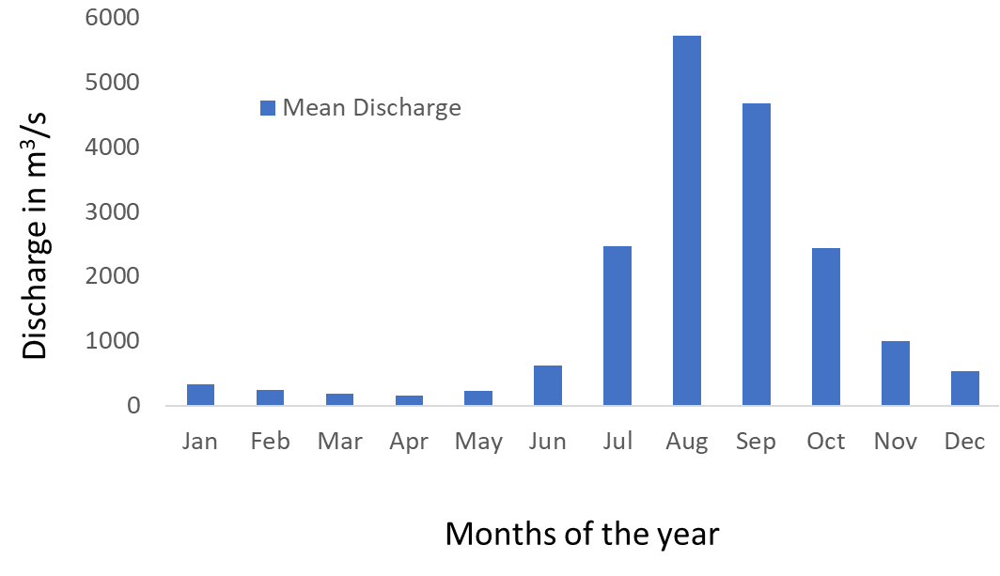 6000
5000
4000
3000
2000
1000
0
Discharge in m³/s
Mean Discharge
Jan Feb Mar Apr May Jun Jul Aug Sep Oct Nov Dec
Months of the year